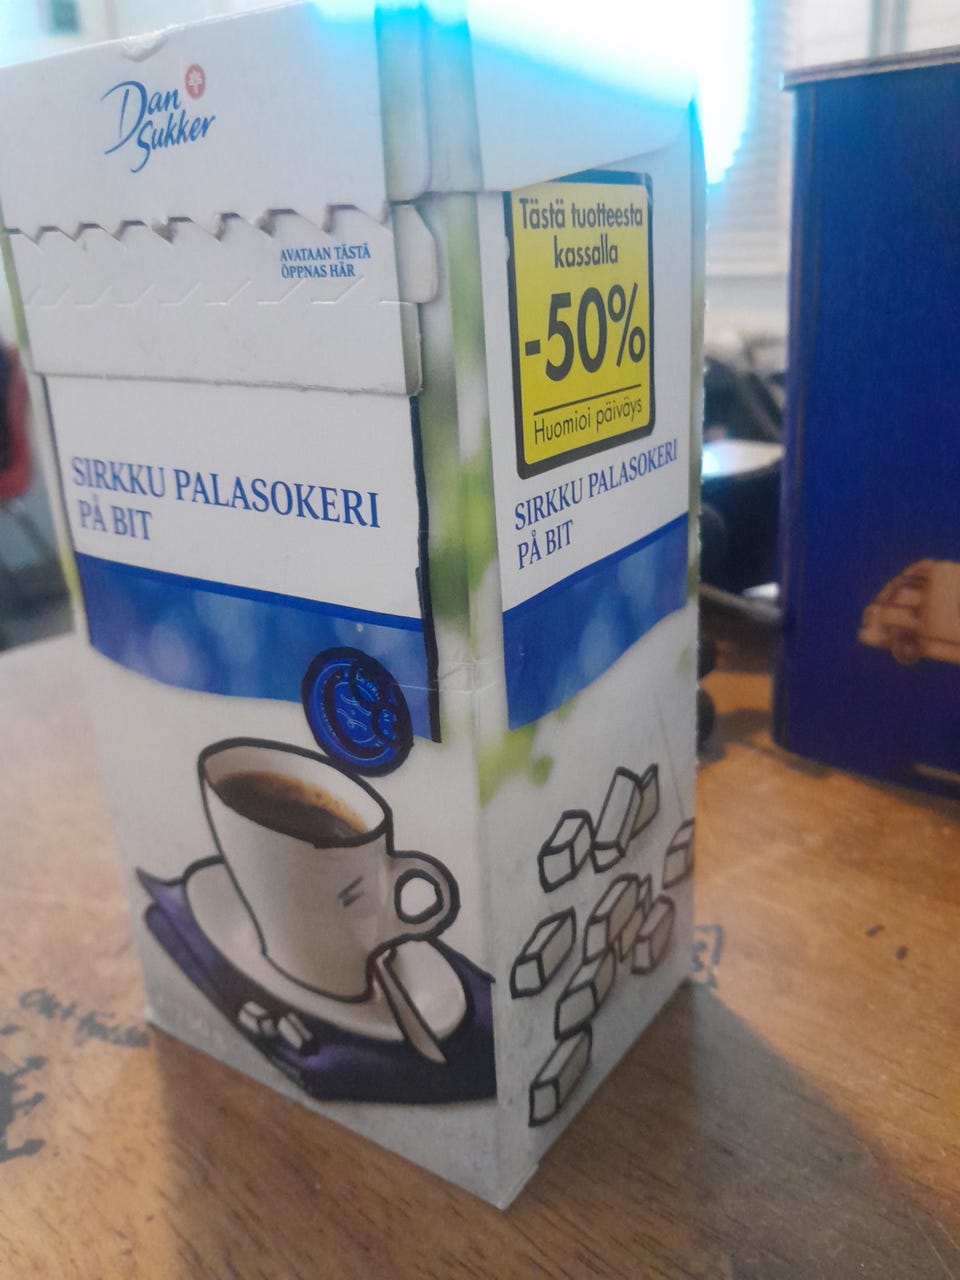 Dan
Sukker
AVATAAN TÄSTÄ
ÖPPNAS HÄR
SIRKKU PALASOKERI
PÅ BIT
Tästä tuotteesta
kassalla
-50%
Huomioi päiväys
SIRKKU PALASOKERI
PÅ BIT